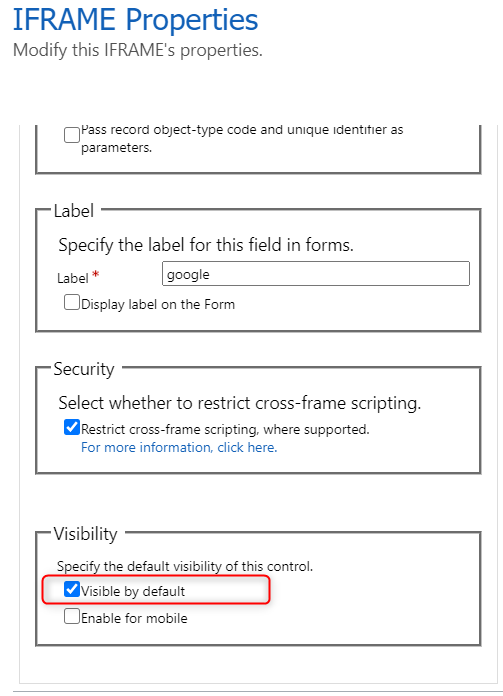 IFRAME Properties
Modify this IFRAME's properties.
Pass record object-type code and unique identifier as
parameters.
Label
Specify the label for this field in forms.
Label *
google
Display label on the Form
Security
Select whether to restrict cross-frame scripting.
Restrict cross-frame scripting, where supported.
For more information, click here.
Visibility
Specify the default visibility of this control.
Visible by default
Enable for mobile